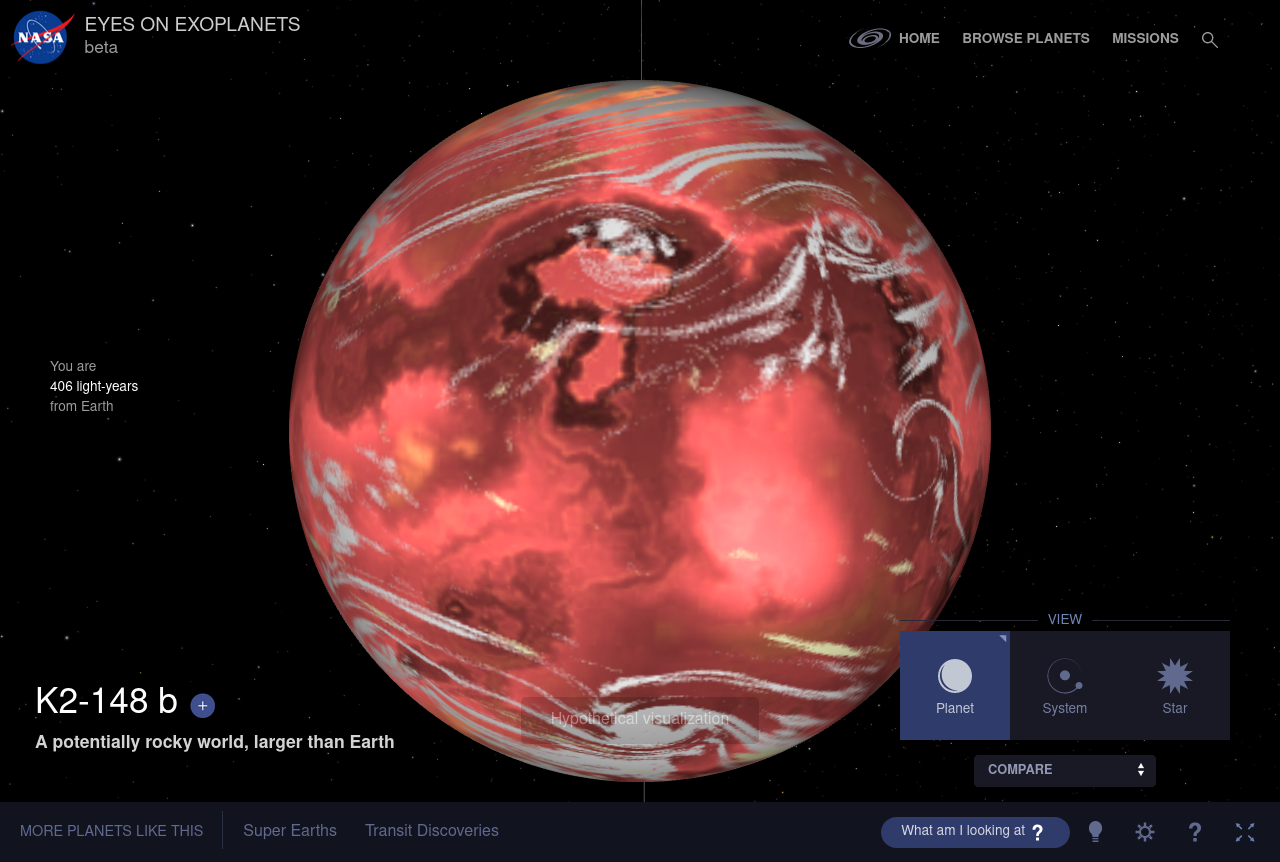 NASA
EYES ON EXOPLANETS
beta
HOME
BROWSE PLANETS
MISSIONS
You are
406 light-years
from Earth
VIEW
Planet
System
Star
K2-148 b +
Hypothetical visualization
A potentially rocky world, larger than Earth
COMPARE
MORE PLANETS LIKE THIS
Super Earths
Transit Discoveries
What am I looking at ?
?